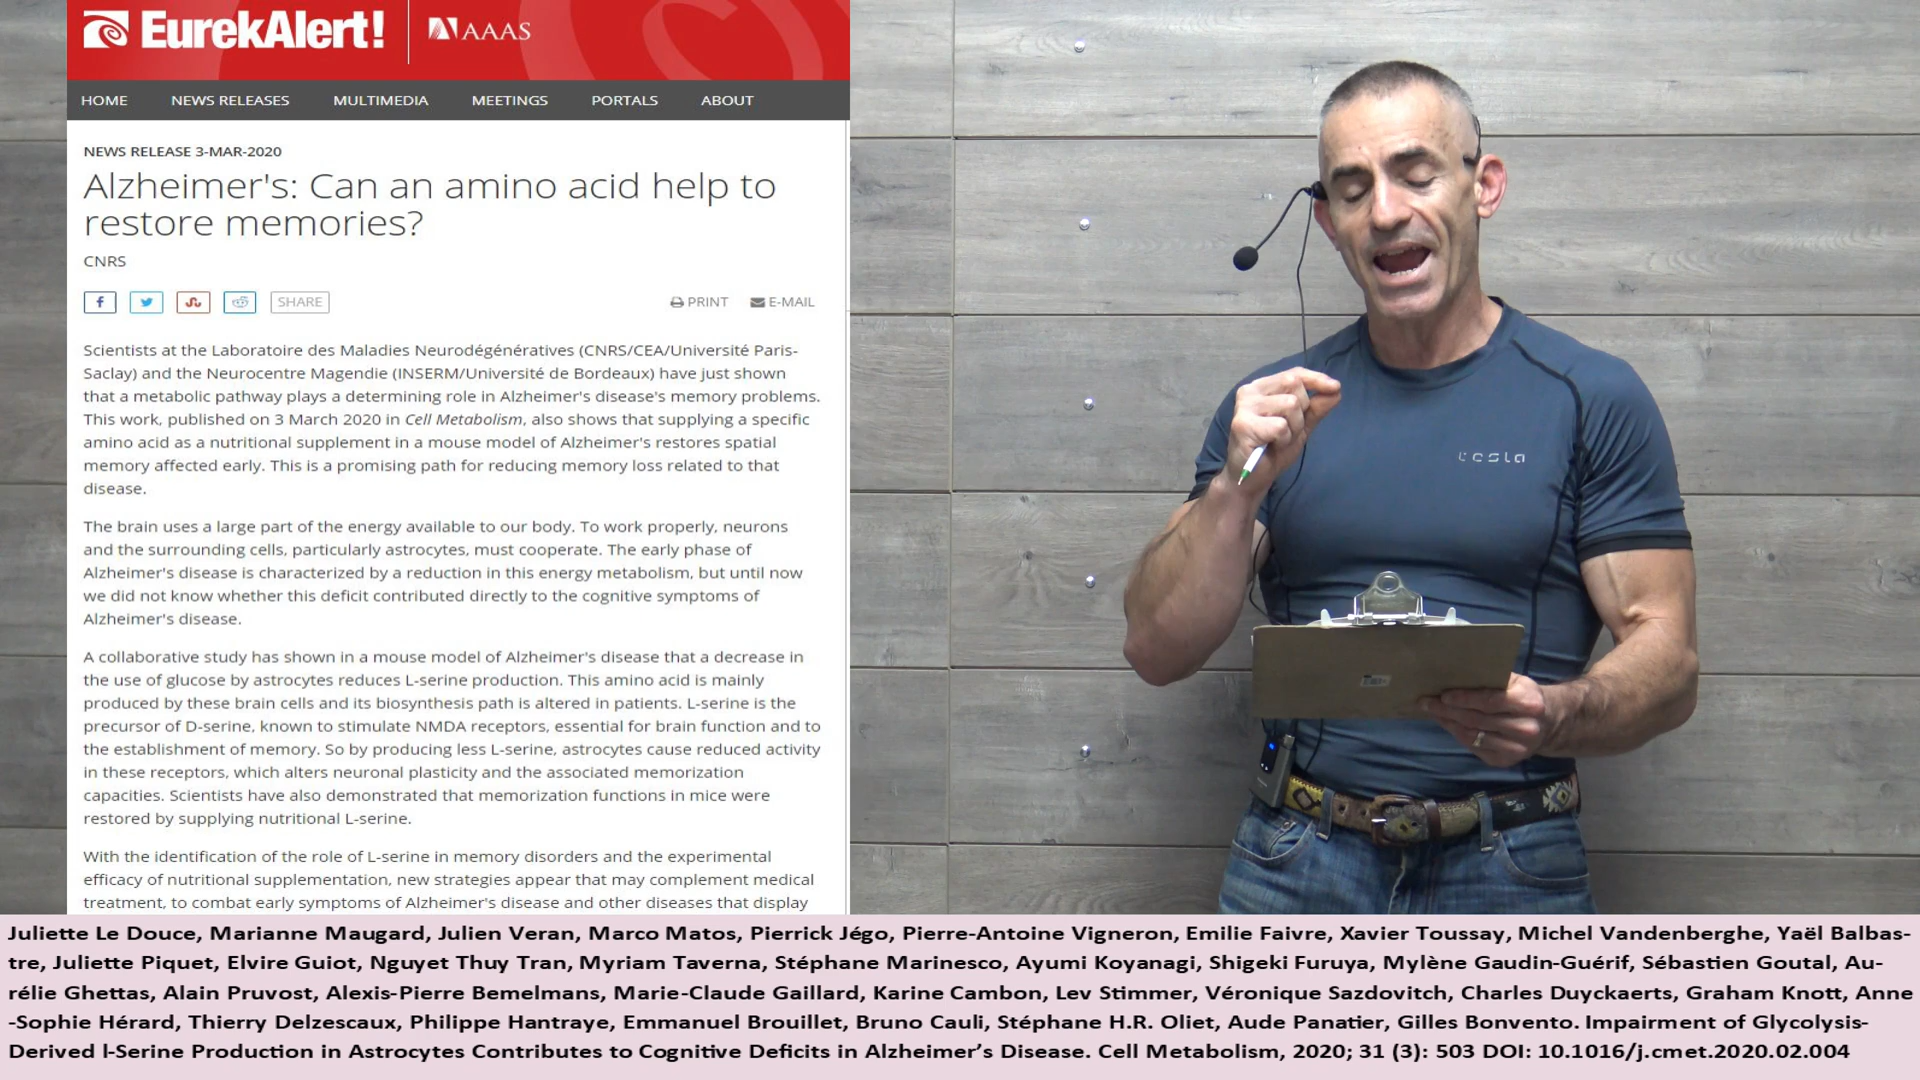 EurekAlert! AAAS
HOME NEWS RELEASES MULTIMEDIA MEETINGS PORTALS ABOUT
NEWS RELEASE 3-MAR-2020
Alzheimer's: Can an amino acid help to
restore memories?
CNRS
SHARE PRINT E-MAIL
Scientists at the Laboratoire des Maladies Neurodégénératives (CNRS/CEA/Université Paris-
Saclay) and the Neurocentre Magendie (INSERM/Université de Bordeaux) have just shown
that a metabolic pathway plays a determining role in Alzheimer's disease's memory problems.
This work, published on 3 March 2020 in Cell Metabolism, also shows that supplying a specific
amino acid as a nutritional supplement in a mouse model of Alzheimer's restores spatial
memory affected early. This is a promising path for reducing memory loss related to that
disease.
The brain uses a large part of the energy available to our body. To work properly, neurons
and the surrounding cells, particularly astrocytes, must cooperate. The early phase of
Alzheimer's disease is characterized by a reduction in this energy metabolism, but until now
we did not know whether this deficit contributed directly to the cognitive symptoms of
Alzheimer's disease.
A collaborative study has shown in a mouse model of Alzheimer's disease that a decrease in
the use of glucose by astrocytes reduces L-serine production. This amino acid is mainly
produced by these brain cells and its biosynthesis path is altered in patients. L-serine is the
precursor of D-serine, known to stimulate NMDA receptors, essential for brain function and to
the establishment of memory. So by producing less L-serine, astrocytes cause reduced activity
in these receptors, which alters neuronal plasticity and the associated memorization
capacities. Scientists have also demonstrated that memorization functions in mice were
restored by supplying nutritional L-serine.
With the identification of the role of L-serine in memory disorders and the experimental
efficacy of nutritional supplementation, new strategies appear that may complement medical
treatment, to combat early symptoms of Alzheimer's disease and other diseases that display
tesla
Juliette Le Douce, Marianne Maugard, Julien Veran, Marco Matos, Pierrick Jégo, Pierre-Antoine Vigneron, Emilie Faivre, Xavier Toussay, Michel Vandenberghe, Yaël Balbas-
tre, Juliette Piquet, Elvire Guiot, Nguyet Thuy Tran, Myriam Taverna, Stéphane Marinesco, Ayumi Koyanagi, Shigeki Furuya, Mylène Gaudin-Guérif, Sébastien Goutal, Au-
rélie Ghettas, Alain Pruvost, Alexis-Pierre Bemelmans, Marie-Claude Gaillard, Karine Cambon, Lev Stimmer, Véronique Sazdovitch, Charles Duyckaerts, Graham Knott, Anne
-Sophie Hérard, Thierry Delzescaux, Philippe Hantraye, Emmanuel Brouillet, Bruno Cauli, Stéphane H.R. Oliet, Aude Panatier, Gilles Bonvento. Impairment of Glycolysis-
Derived l-Serine Production in Astrocytes Contributes to Cognitive Deficits in Alzheimer’s Disease. Cell Metabolism, 2020; 31 (3): 503 DOI: 10.1016/j.cmet.2020.02.004